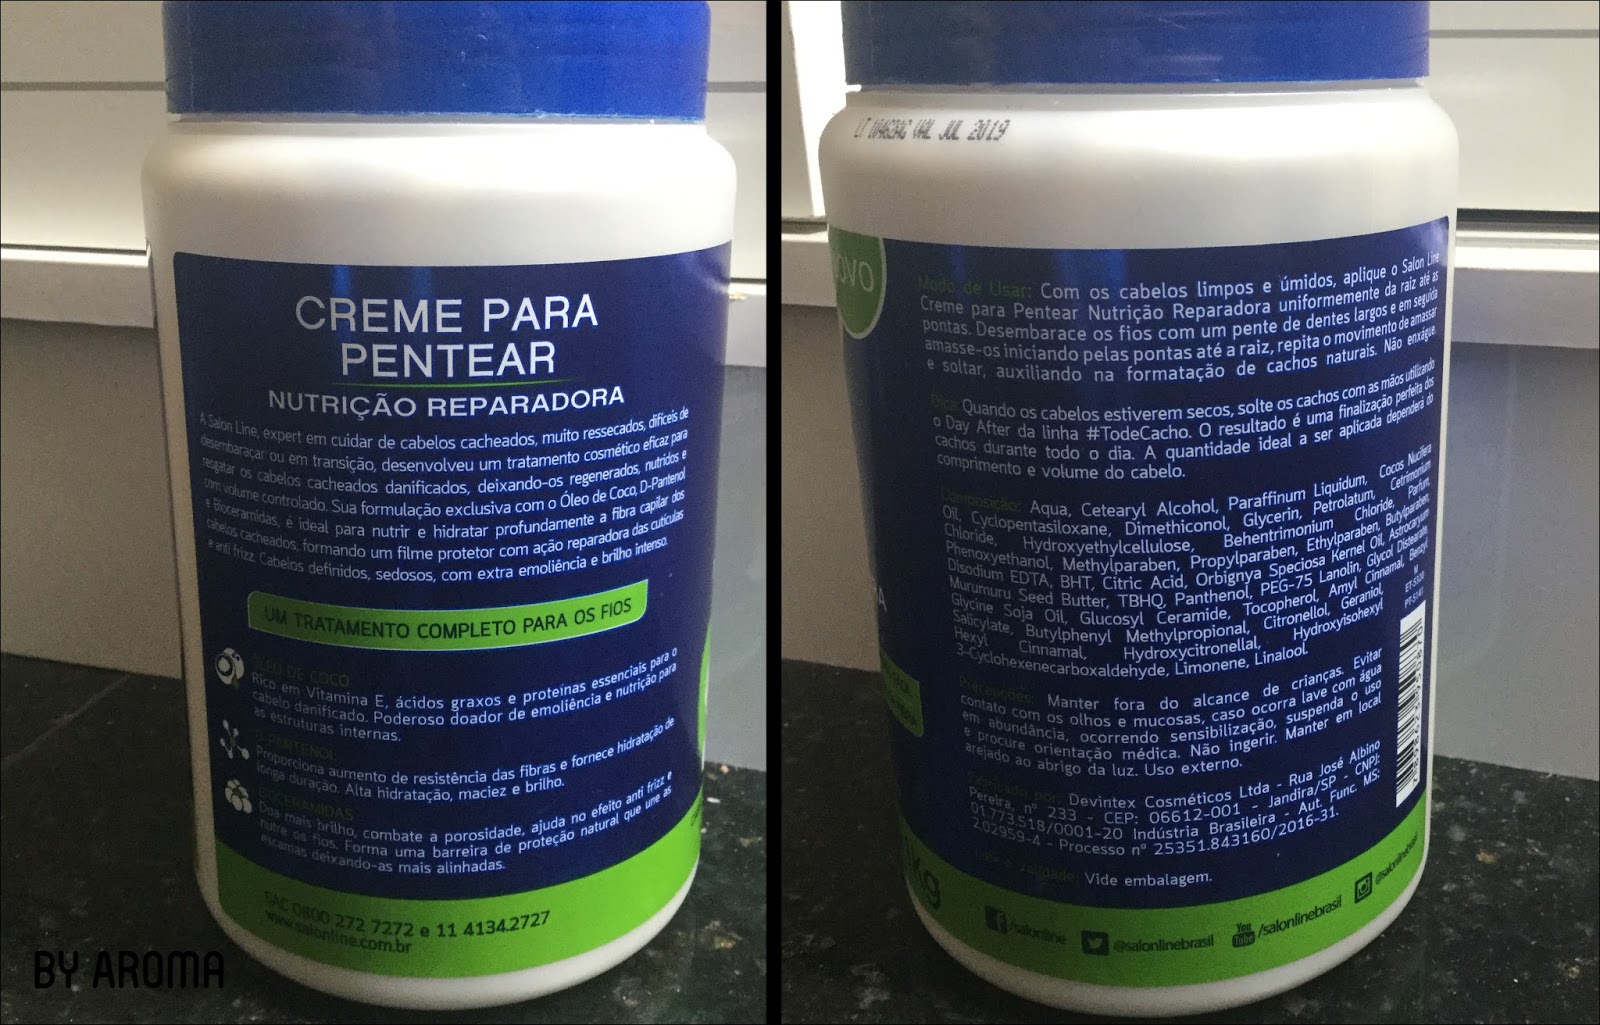 CREME PARA
PENTEAR
NUTRIÇÃO REPARADORA
A Salon Line, expert em cuidar de cabelos cacheados, muito ressecados, difíceis de
desembaraçar ou em transição, desenvolveu um tratamento cosmético eficaz para
resgatar os cabelos cacheados danificados, deixando-os regenerados, nutridos e
com volume controlado. Sua formulação exclusiva com o Óleo de Coco, D-Pantenol
e Bioceramidas, é ideal para nutrir e hidratar profundamente a fibra capilar dos
cabelos cacheados, formando um filme protetor com ação reparadora das cutículas
e anti frizz. Cabelos definidos, sedosos, com extra emoliência e brilho intenso.
UM TRATAMENTO COMPLETO PARA OS FIOS
ÓLEO DE COCO
Rico em Vitamina E, ácidos graxos e proteínas essenciais para o
cabelo danificado. Poderoso doador de emoliência e nutrição para
as estruturas internas.
D-PANTENOL
Proporciona aumento de resistência das fibras e fornece hidratação de
longa duração. Alta hidratação, maciez e brilho.
BIOCERAMIDAS
Doa mais brilho, combate a porosidade, ajuda no efeito anti frizz e
nutre os fios. Forma uma barreira de proteção natural que une as
escamas deixando-as mais alinhadas.
SAC 0800 272 7272 e 11 4134.2727
www.salonline.com.br
BY AROMA
VAL JUL 2019
Modo de Usar: Com os cabelos limpos e úmidos, aplique o Salon Line
Creme para Pentear Nutrição Reparadora uniformemente da raiz até as
pontas. Desembarace os fios com um pente de dentes largos e em seguida
amasse-os iniciando pelas pontas até a raiz, repita o movimento de amassar
e soltar, auxiliando na formatação de cachos naturais. Não enxágue.
Dica: Quando os cabelos estiverem secos, solte os cachos com as mãos utilizando
o Day After da linha #TodeCacho. O resultado é uma finalização perfeita dos
cachos durante todo o dia. A quantidade ideal a ser aplicada dependerá do
comprimento e volume do cabelo.
Composição: Aqua, Cetearyl Alcohol, Paraffinum Liquidum, Cocos Nucifera
Oil, Cyclopentasiloxane, Dimethiconol, Glycerin, Petrolatum, Cetrimonium
Chloride, Hydroxyethylcellulose, Behentrimonium Chloride, Parfum,
Phenoxyethanol, Methylparaben, Propylparaben, Ethylparaben, Butylparaben,
Disodium EDTA, BHT, Citric Acid, Orbignya Speciosa Kernel Oil, Astrocaryum
Murumuru Seed Butter, TBHQ, Panthenol, PEG-75 Lanolin, Glycol Distearate,
Glycine Soja Oil, Glucosyl Ceramide, Tocopherol, Amyl Cinnamal, Benzyl
Salicylate, Butylphenyl Methylpropional, Citronellol, Geraniol,
Hexyl Cinnamal, Hydroxycitronellal, Hydroxyisohexyl
3-Cyclohexenecarboxaldehyde, Limonene, Linalool.
Precauções: Manter fora do alcance de crianças. Evitar
contato com os olhos e mucosas, caso ocorra lave com água
em abundância, ocorrendo sensibilização, suspenda o uso
e procure orientação médica. Não ingerir. Manter em local
arejado ao abrigo da luz. Uso externo.
por: Devintex Cosméticos Ltda - Rua José Albino
Pereira, nº 233 - CEP: 06612-001 - Jandira/SP - CNPJ:
01.773.518/0001-20 Indústria Brasileira - Aut. Func. MS:
2.02959-4 - Processo nº 25351.843160/2016-31.
validade: Vide embalagem.
kg
/salonline
@salonlinebrasil
You Tube /salonlinebrasil
@salonlinebrasil